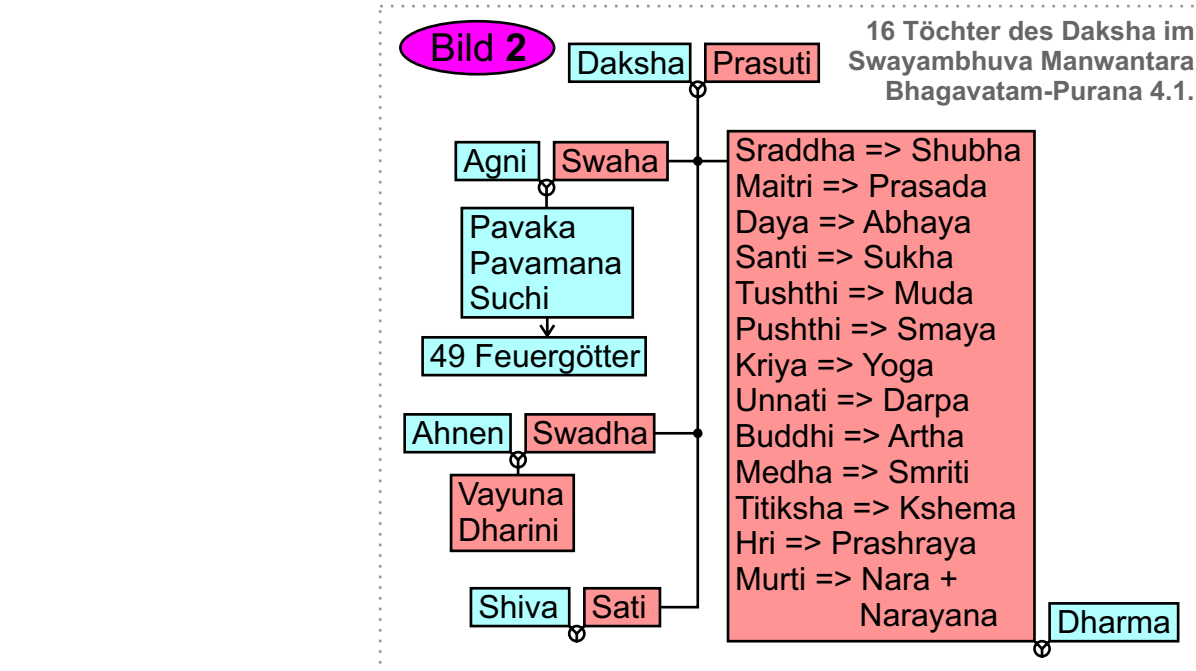 Bild 2
16 Töchter des Daksha im
Swayambhuva Manwantara
Bhagavatam-Purana 4.1.
Daksha
Prasuti
Agni
Swaha
Pavaka
Pavamana
Suchi
49 Feuergötter
Ahnen
Swadha
Vayuna
Dharini
Shiva
Sati
Sraddha => Shubha
Maitri => Prasada
Daya => Abhaya
Santi => Sukha
Tushthi => Muda
Pushthi => Smaya
Kriya => Yoga
Unnati => Darpa
Buddhi => Artha
Medha => Smriti
Titiksha => Kshema
Hri => Prashraya
Murti => Nara +
Narayana
Dharma